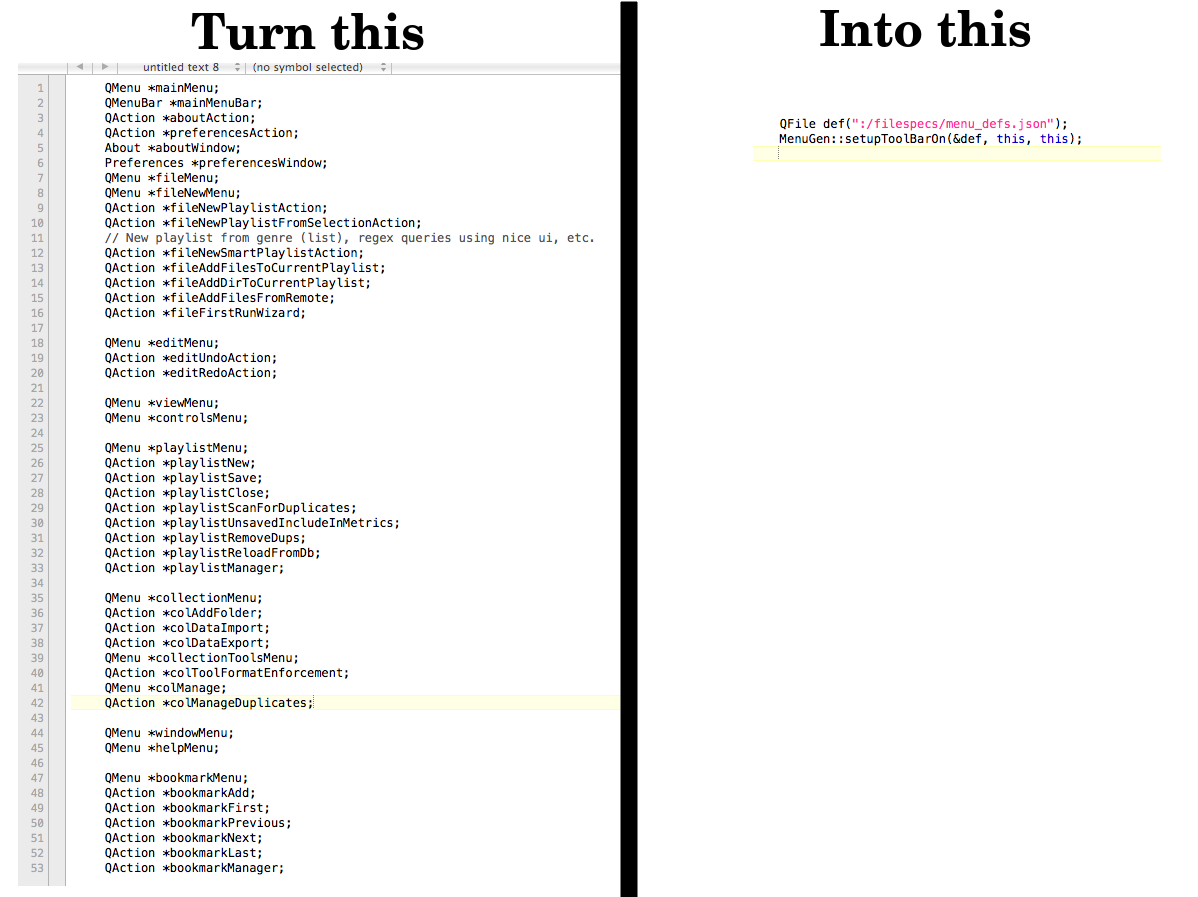 Turn this
untitled text 8 (no symbol selected)
1 QMenu *mainMenu;
2 QMenuBar *mainMenuBar;
3 QAction *aboutAction;
4 QAction *preferencesAction;
5 About *aboutWindow;
6 Preferences *preferencesWindow;
7 QMenu *fileMenu;
8 QMenu *fileNewMenu;
9 QAction *fileNewPlaylistAction;
10 QAction *fileNewPlaylistFromSelectionAction;
11 // New playlist from genre (list), regex queries using nice ui, etc.
12 QAction *fileNewSmartPlaylistAction;
13 QAction *fileAddFilesToCurrentPlaylist;
14 QAction *fileAddDirToCurrentPlaylist;
15 QAction *fileAddFilesFromRemote;
16 QAction *fileFirstRunWizard;
17
18 QMenu *editMenu;
19 QAction *editUndoAction;
20 QAction *editRedoAction;
21
22 QMenu *viewMenu;
23 QMenu *controlsMenu;
24
25 QMenu *playlistMenu;
26 QAction *playlistNew;
27 QAction *playlistSave;
28 QAction *playlistClose;
29 QAction *playlistScanForDuplicates;
30 QAction *playlistUnsavedIncludeInMetrics;
31 QAction *playlistRemoveDups;
32 QAction *playlistReloadFromDb;
33 QAction *playlistManager;
34
35 QMenu *collectionMenu;
36 QAction *colAddFolder;
37 QAction *colDataImport;
38 QAction *colDataExport;
39 QMenu *collectionToolsMenu;
40 QAction *colToolFormatEnforcement;
41 QMenu *colManage;
42 QAction *colManageDuplicates;
43
44 QMenu *windowMenu;
45 QMenu *helpMenu;
46
47 QMenu *bookmarkMenu;
48 QAction *bookmarkAdd;
49 QAction *bookmarkFirst;
50 QAction *bookmarkPrevious;
51 QAction *bookmarkNext;
52 QAction *bookmarkLast;
53 QAction *bookmarkManager;
Into this
QFile def(":/filespecs/menu_defs.json");
MenuGen::setupToolBarOn(&def, this, this);